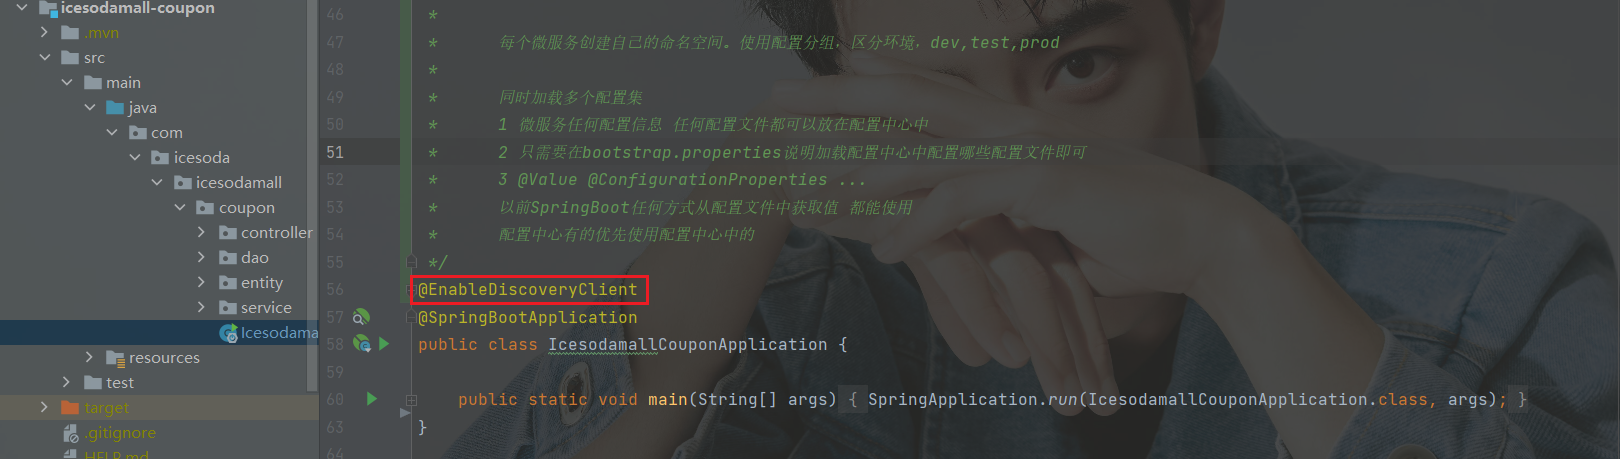 icesodamall-coupon
.mvn
src
main
java
com
icesoda
icesodamall
coupon
controller
dao
entity
service
Icesodama
resources
test
target
.gitignore
HELP.md
46 *
47 * 每个微服务创建自己的命名空间。使用配置分组，区分环境，dev,test,prod
48 *
49 * 同时加载多个配置集
50 * 1 微服务任何配置信息 任何配置文件都可以放在配置中心中
51 * 2 只需要在bootstrap.properties说明加载配置中心中配置哪些配置文件即可
52 * 3 @Value @ConfigurationProperties ...
53 * 以前SpringBoot任何方式从配置文件中获取值 都能使用
54 * 配置中心有的优先使用配置中心中的
55 */
56 @EnableDiscoveryClient
57 @SpringBootApplication
58 public class IcesodamallCouponApplication {
59
60 public static void main(String[] args) { SpringApplication.run(IcesodamallCouponApplication.class, args); }
63 }
64